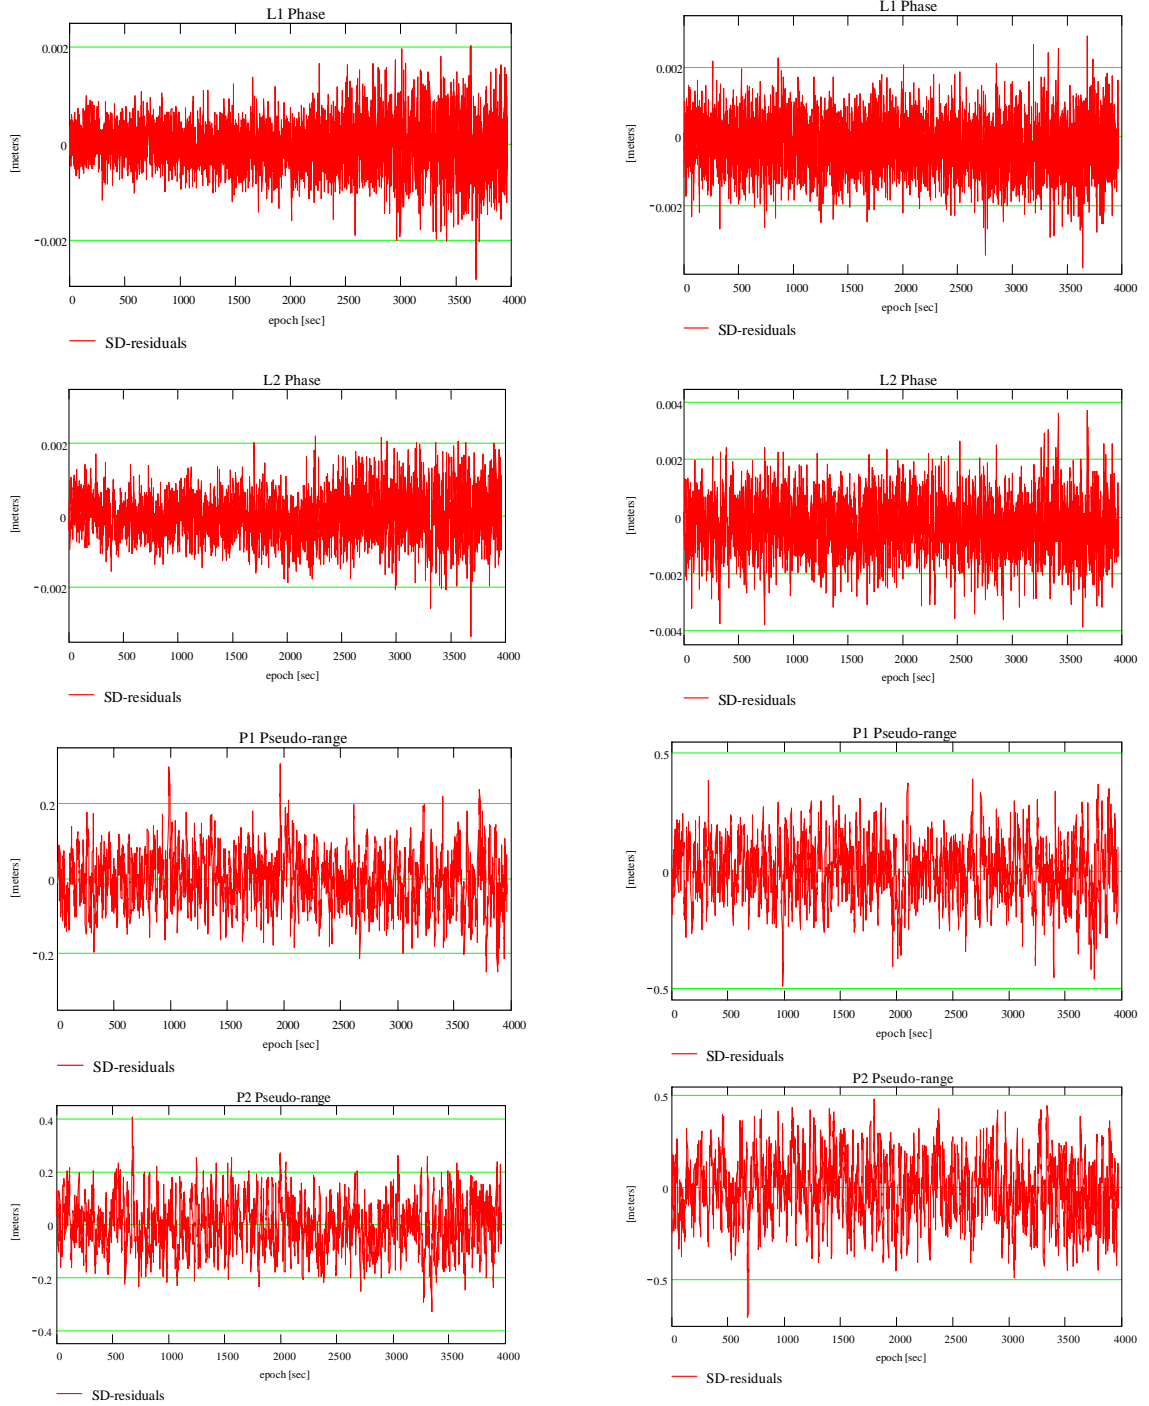 L1 Phase
0.002
0
-0.002
[meters]
0 500 1000 1500 2000 2500 3000 3500 4000
epoch [sec]
SD-residuals
L1 Phase
0.002
0
-0.002
[meters]
0 500 1000 1500 2000 2500 3000 3500 4000
epoch [sec]
SD-residuals
L2 Phase
0.002
0
-0.002
[meters]
0 500 1000 1500 2000 2500 3000 3500 4000
epoch [sec]
SD-residuals
L2 Phase
0.004
0.002
0
-0.002
-0.004
[meters]
0 500 1000 1500 2000 2500 3000 3500 4000
epoch [sec]
SD-residuals
P1 Pseudo-range
0.2
0
-0.2
[meters]
0 500 1000 1500 2000 2500 3000 3500 4000
epoch [sec]
SD-residuals
P1 Pseudo-range
0.5
0
-0.5
[meters]
0 500 1000 1500 2000 2500 3000 3500 4000
epoch [sec]
SD-residuals
P2 Pseudo-range
0.4
0.2
0
-0.2
-0.4
[meters]
0 500 1000 1500 2000 2500 3000 3500 4000
epoch [sec]
SD-residuals
P2 Pseudo-range
0.5
0
-0.5
[meters]
0 500 1000 1500 2000 2500 3000 3500 4000
epoch [sec]
SD-residuals